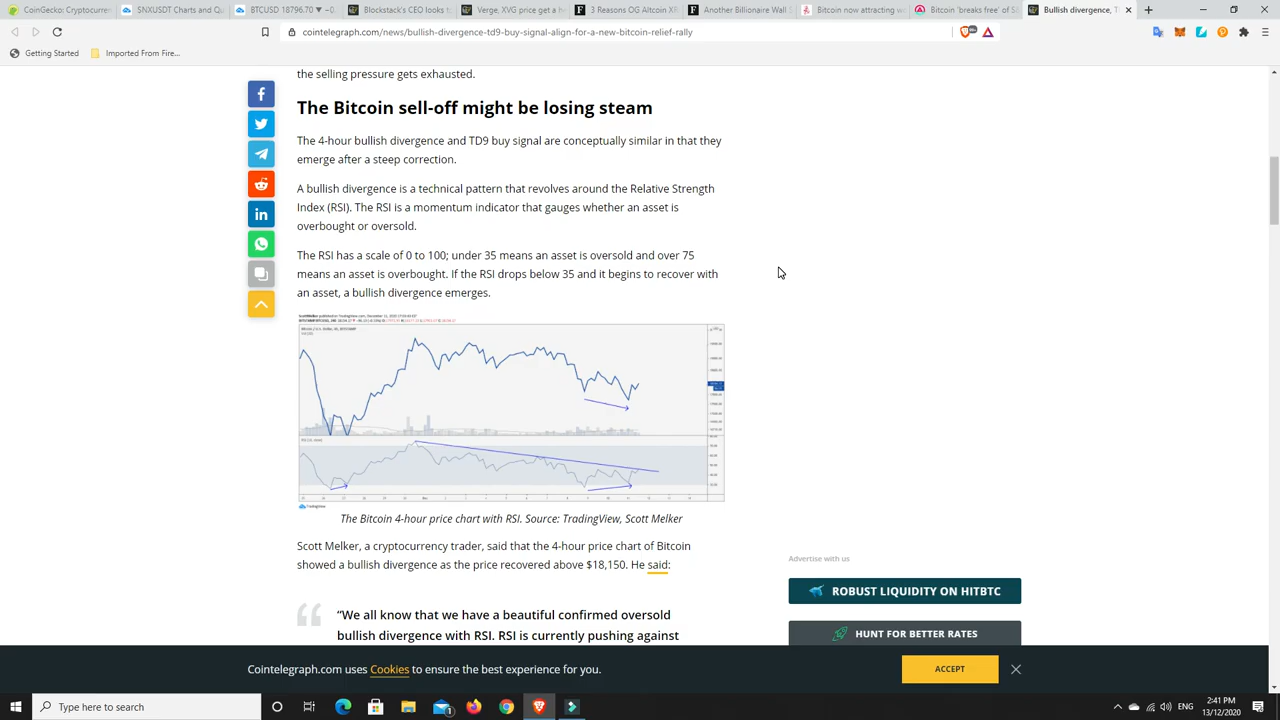 CoinGecko: Cryptocurren
SNXUSDT Charts and Qu
BTCUSD 18796.70 ▼ −0.
Blockstack's CEO looks t
Verge, XVG price get a h
3 Reasons OG Altcoin XR
Another Billionaire Wall S
Bitcoin now attracting w
Bitcoin 'breaks free' of S
Bullish divergence, T
cointelegraph.com/news/bullish-divergence-td9-buy-signal-align-for-a-new-bitcoin-relief-rally
Getting Started
Imported From Fire...
the selling pressure gets exhausted.
The Bitcoin sell-off might be losing steam
The 4-hour bullish divergence and TD9 buy signal are conceptually similar in that they
emerge after a steep correction.
A bullish divergence is a technical pattern that revolves around the Relative Strength
Index (RSI). The RSI is a momentum indicator that gauges whether an asset is
overbought or oversold.
The RSI has a scale of 0 to 100; under 35 means an asset is oversold and over 75
means an asset is overbought. If the RSI drops below 35 and it begins to recover with
an asset, a bullish divergence emerges.
TradingView
The Bitcoin 4-hour price chart with RSI. Source: TradingView, Scott Melker
Scott Melker, a cryptocurrency trader, said that the 4-hour price chart of Bitcoin
showed a bullish divergence as the price recovered above $18,150. He said:
“We all know that we have a beautiful confirmed oversold
bullish divergence with RSI. RSI is currently pushing against
Advertise with us
ROBUST LIQUIDITY ON HITBTC
HUNT FOR BETTER RATES
Cointelegraph.com uses Cookies to ensure the best experience for you.
ACCEPT
Type here to search
ENG
2:41 PM
13/12/2020